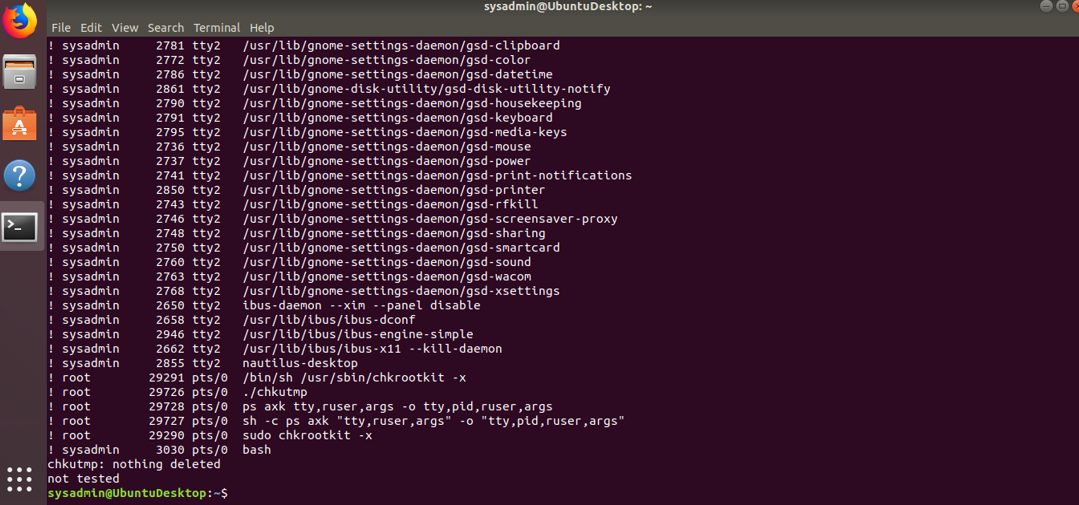 sysadmin@UbuntuDesktop: ~
File Edit View Search Terminal Help
! sysadmin     2781 tty2   /usr/lib/gnome-settings-daemon/gsd-clipboard
! sysadmin     2772 tty2   /usr/lib/gnome-settings-daemon/gsd-color
! sysadmin     2786 tty2   /usr/lib/gnome-settings-daemon/gsd-datetime
! sysadmin     2861 tty2   /usr/lib/gnome-disk-utility/gsd-disk-utility-notify
! sysadmin     2790 tty2   /usr/lib/gnome-settings-daemon/gsd-housekeeping
! sysadmin     2791 tty2   /usr/lib/gnome-settings-daemon/gsd-keyboard
! sysadmin     2795 tty2   /usr/lib/gnome-settings-daemon/gsd-media-keys
! sysadmin     2736 tty2   /usr/lib/gnome-settings-daemon/gsd-mouse
! sysadmin     2737 tty2   /usr/lib/gnome-settings-daemon/gsd-power
! sysadmin     2741 tty2   /usr/lib/gnome-settings-daemon/gsd-print-notifications
! sysadmin     2850 tty2   /usr/lib/gnome-settings-daemon/gsd-printer
! sysadmin     2743 tty2   /usr/lib/gnome-settings-daemon/gsd-rfkill
! sysadmin     2746 tty2   /usr/lib/gnome-settings-daemon/gsd-screensaver-proxy
! sysadmin     2748 tty2   /usr/lib/gnome-settings-daemon/gsd-sharing
! sysadmin     2750 tty2   /usr/lib/gnome-settings-daemon/gsd-smartcard
! sysadmin     2760 tty2   /usr/lib/gnome-settings-daemon/gsd-sound
! sysadmin     2763 tty2   /usr/lib/gnome-settings-daemon/gsd-wacom
! sysadmin     2768 tty2   /usr/lib/gnome-settings-daemon/gsd-xsettings
! sysadmin     2650 tty2   ibus-daemon --xim --panel disable
! sysadmin     2658 tty2   /usr/lib/ibus/ibus-dconf
! sysadmin     2946 tty2   /usr/lib/ibus/ibus-engine-simple
! sysadmin     2662 tty2   /usr/lib/ibus/ibus-x11 --kill-daemon
! sysadmin     2855 tty2   nautilus-desktop
! root        29291 pts/0  /bin/sh /usr/sbin/chkrootkit -x
! root        29726 pts/0  ./chkutmp
! root        29728 pts/0  ps axk tty,ruser,args -o tty,pid,ruser,args
! root        29727 pts/0  sh -c ps axk "tty,ruser,args" -o "tty,pid,ruser,args"
! root        29290 pts/0  sudo chkrootkit -x
! sysadmin     3030 pts/0  bash
chkutmp: nothing deleted
not tested
sysadmin@UbuntuDesktop:~$